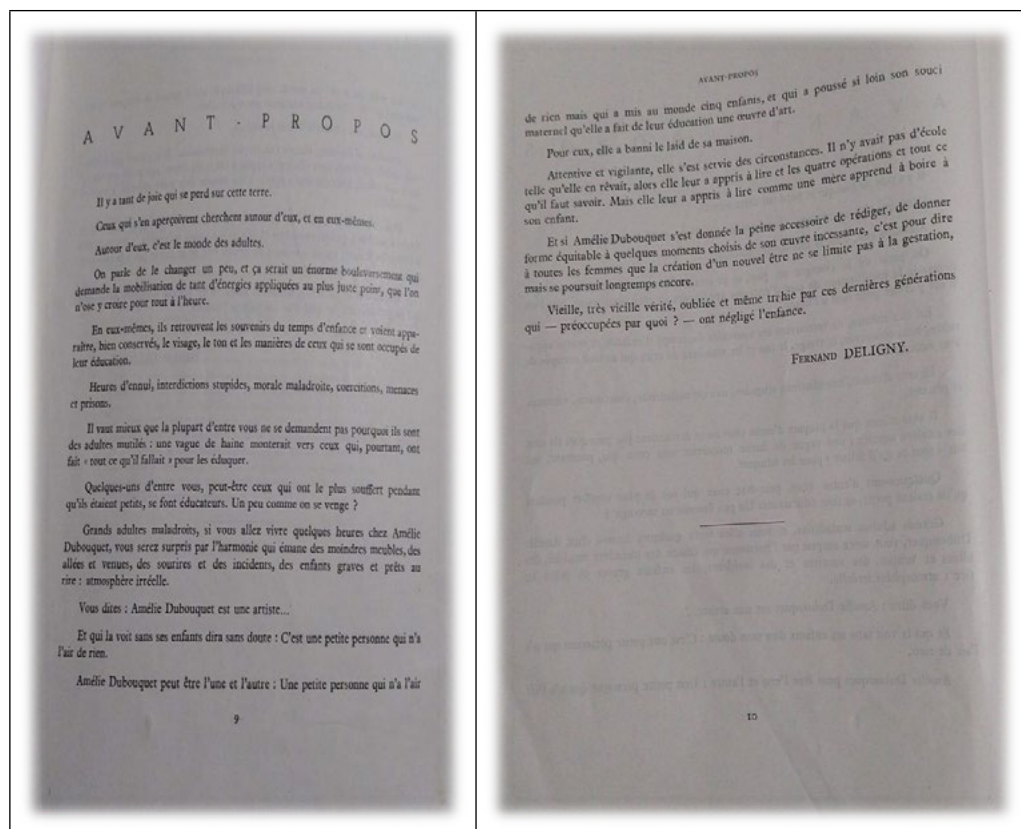 AVANT-PROPOS
Il y a tant de joie qui se perd sur cette terre.
Ceux qui s'en aperçoivent cherchent autour d'eux, et en eux-mêmes.
Autour d'eux, c'est le monde des adultes.
On parle de le changer un peu, et ça serait un énorme bouleversement qui
demande la mobilisation de tant d'énergies appliquées au plus juste point, que l'on
n'ose y croire pour tout à l'heure.
En eux-mêmes, ils retrouvent les souvenirs du temps d'enfance et voient appa-
raître, bien conservés, le visage, le ton et les manières de ceux qui se sont occupés de
leur éducation.
Heures d'ennui, interdictions stupides, morale maladroite, coercitions, menaces
et prisons.
Il vaut mieux que la plupart d'entre vous ne se demandent pas pourquoi ils sont
des adultes mutilés : une vague de haine monterait vers ceux qui, pourtant, ont
fait « tout ce qu'il fallait » pour les éduquer.
Quelques-uns d'entre vous, peut-être ceux qui ont le plus souffert pendant
qu'ils étaient petits, se font éducateurs. Un peu comme on se venge ?
Grands adultes maladroits, si vous allez vivre quelques heures chez Amélie
Dubouquet, vous serez surpris par l'harmonie qui émane des moindres meubles, des
allées et venues, des sourires et des incidents, des enfants graves et prêts au
rire : atmosphère irréelle.
Vous dites : Amélie Dubouquet est une artiste...
Et qui la voit sans ses enfants dira sans doute : C'est une petite personne qui n'a
l'air de rien.
Amélie Dubouquet peut être l'une et l'autre : Une petite personne qui n'a l'air
9
AVANT-PROPOS
de rien mais qui a mis au monde cinq enfants, et qui a poussé si loin son souci
maternel qu'elle a fait de leur éducation une œuvre d'art.
Pour eux, elle a banni le laid de sa maison.
Attentive et vigilante, elle s'est servie des circonstances. Il n'y avait pas d'école
telle qu'elle en rêvait, alors elle leur a appris à lire et les quatre opérations et tout ce
qu'il faut savoir. Mais elle leur a appris à lire comme une mère apprend à boire à
son enfant.
Et si Amélie Dubouquet s'est donnée la peine accessoire de rédiger, de donner
forme équitable à quelques moments choisis de son œuvre incessante, c'est pour dire
à toutes les femmes que la création d'un nouvel être ne se limite pas à la gestation,
mais se poursuit longtemps encore.
Vieille, très vieille vérité, oubliée et même trahie par ces dernières générations
qui — préoccupées par quoi ? — ont négligé l'enfance.
FERNAND DELIGNY.
10